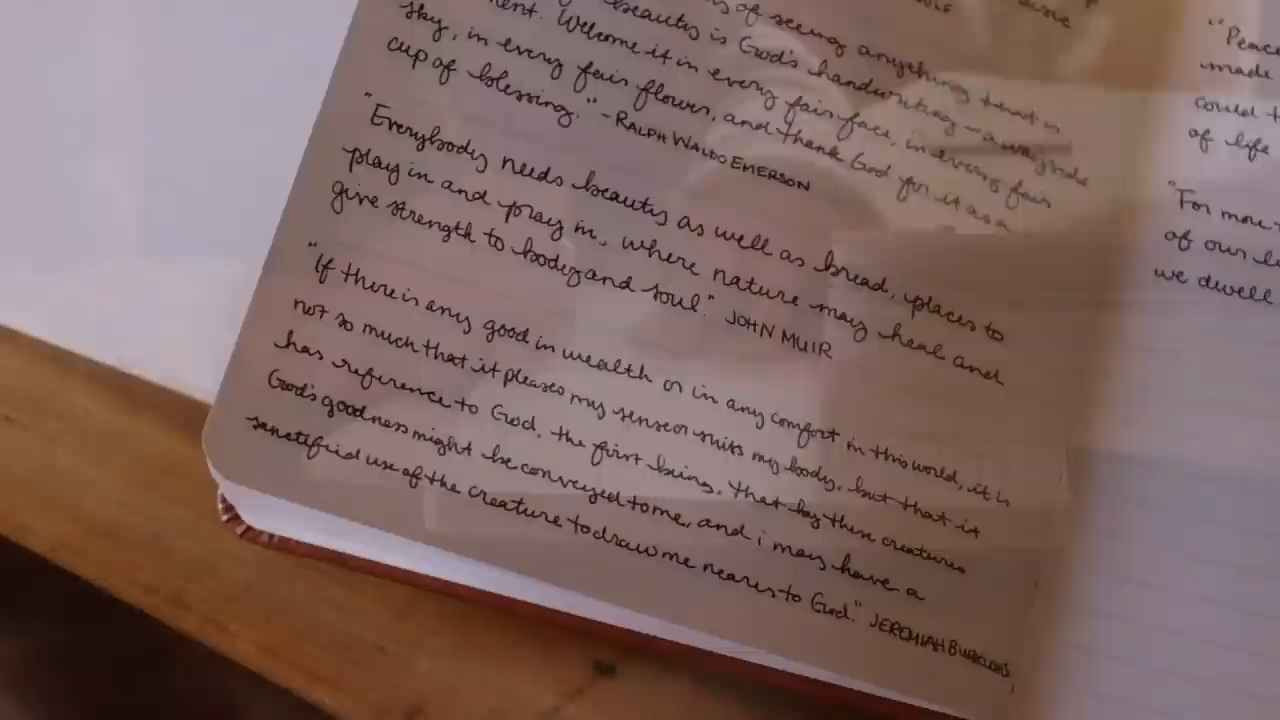 s of seeing anything that is
beauty is God's handwriting - a wayside
ment. Welcome it in every fair face, in every fair
sky, in every fair flower, and thank God for it as a
cup of blessing." - RALPH WALDO EMERSON
"Everybody needs beauty as well as bread, places to
play in and pray in, where nature may heal and
give strength to body and soul." JOHN MUIR
"If there is any good in wealth or in any comfort in this world, it is
not so much that it pleases my sense or suits my body, but that it
has reference to God, the first being, that by these creatures
God's goodness might be conveyed to me, and i may have a
sanctified use of the creature to draw me nearer to God." JEREMIAH BURROUGHS,
"Peace
made
could t
of life
"For more t
of our li
we dwell